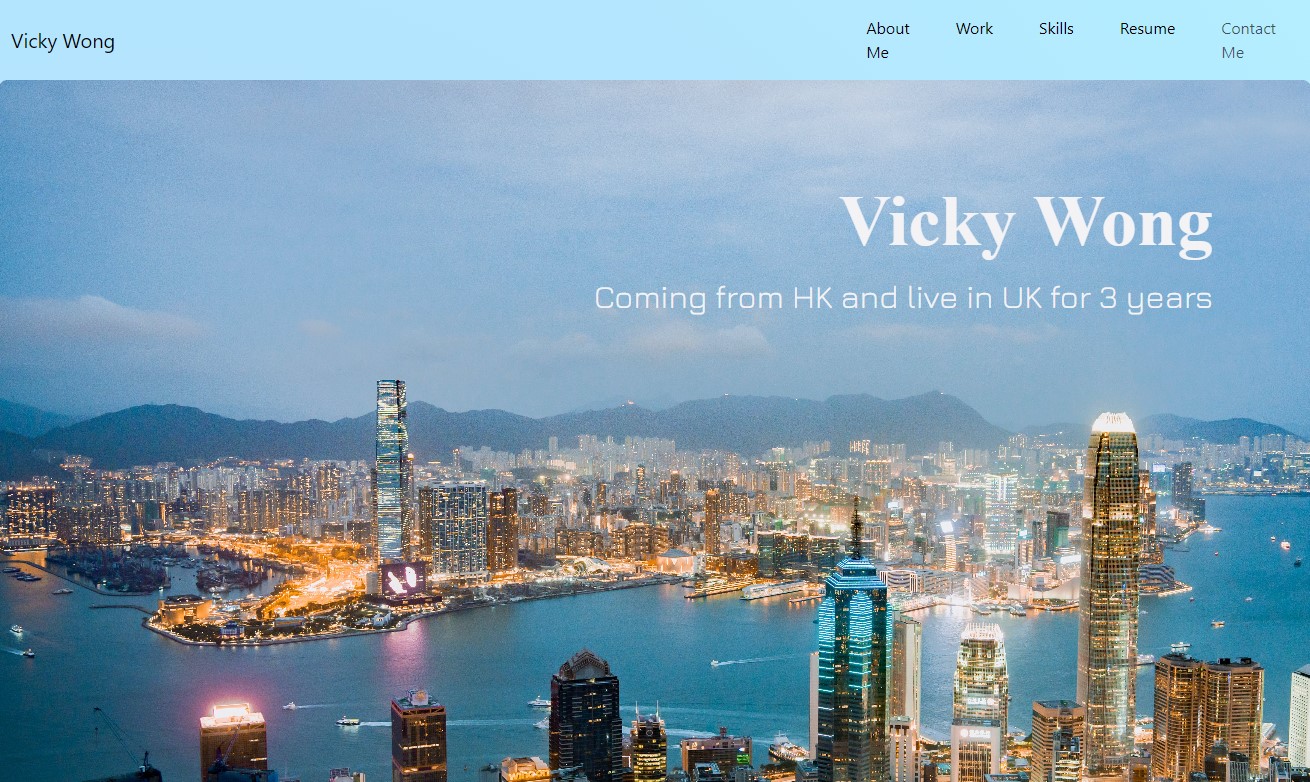 Vicky Wong
About Me
Work
Skills
Resume
Contact Me
Vicky Wong
Coming from HK and live in UK for 3 years